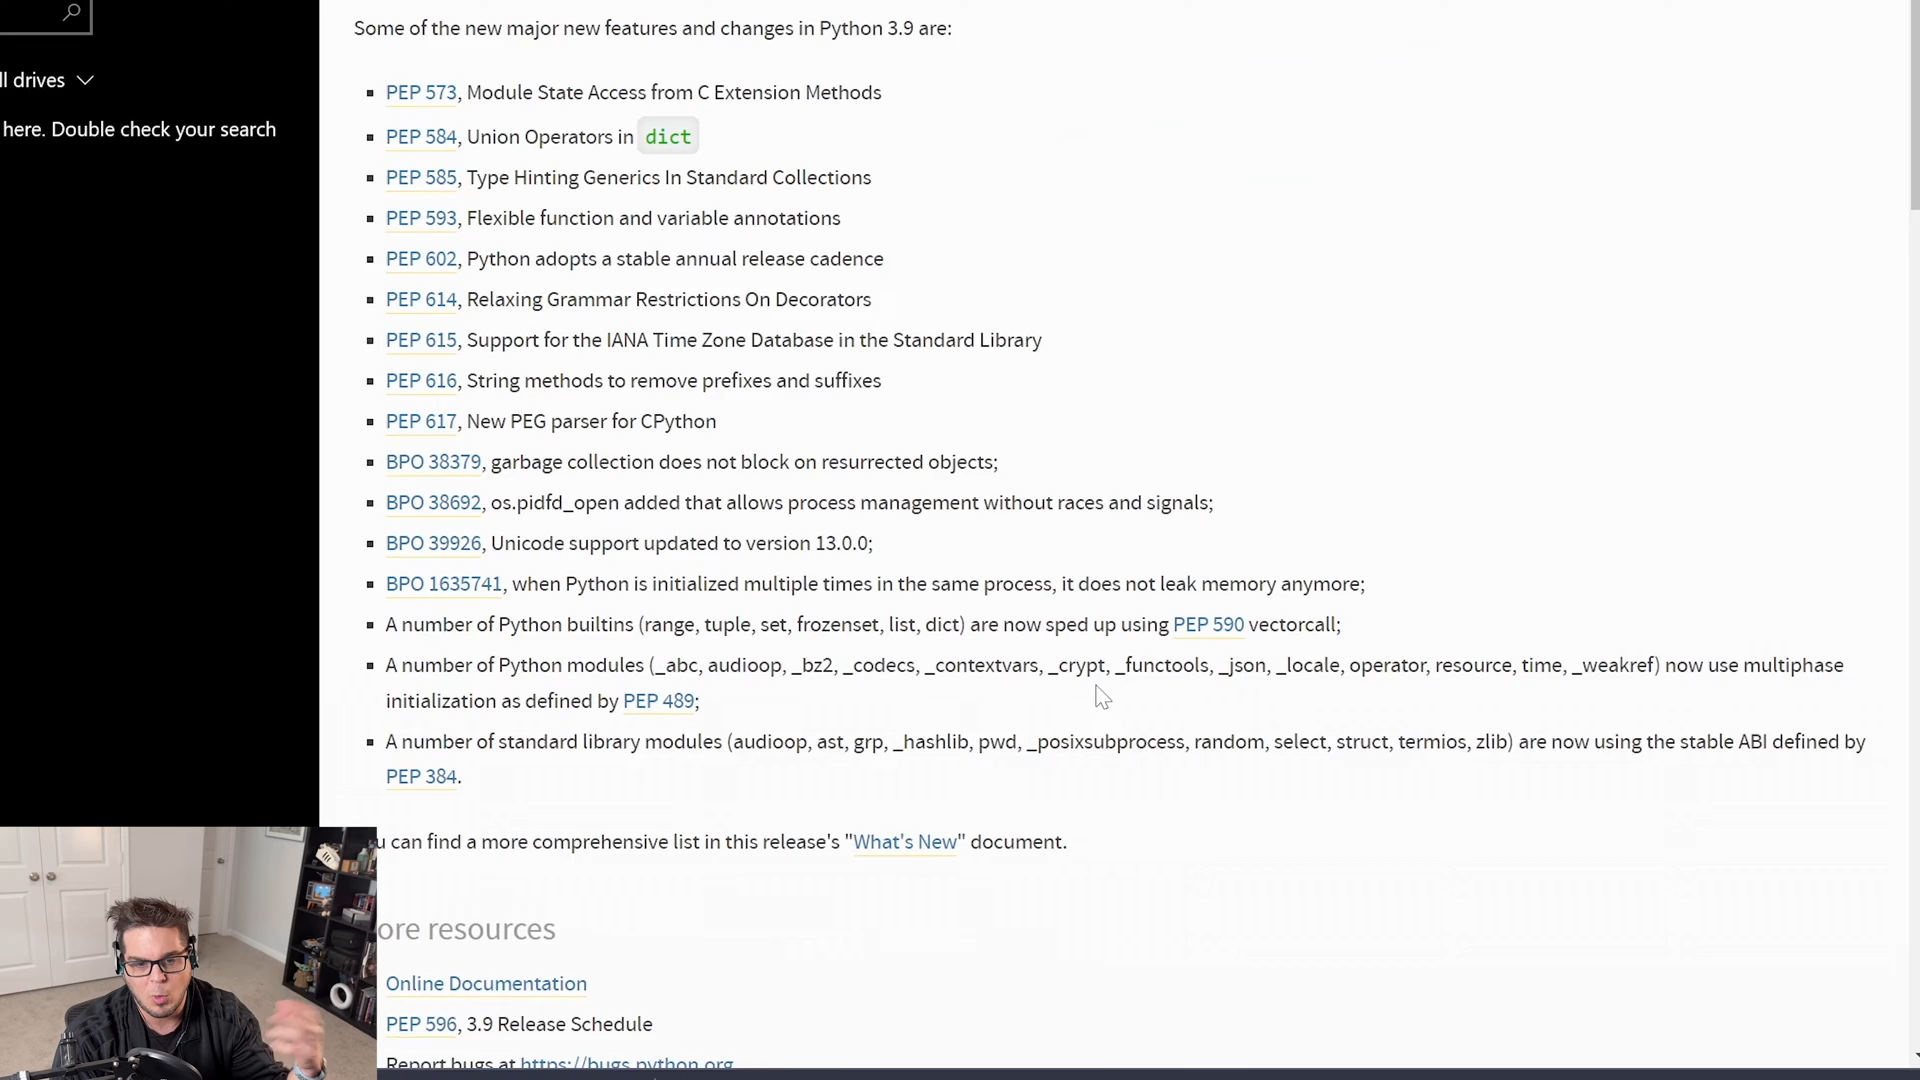 Some of the new major new features and changes in Python 3.9 are:
ll drives
here. Double check your search
PEP 573, Module State Access from C Extension Methods
PEP 584, Union Operators in dict
PEP 585, Type Hinting Generics In Standard Collections
PEP 593, Flexible function and variable annotations
PEP 602, Python adopts a stable annual release cadence
PEP 614, Relaxing Grammar Restrictions On Decorators
PEP 615, Support for the IANA Time Zone Database in the Standard Library
PEP 616, String methods to remove prefixes and suffixes
PEP 617, New PEG parser for CPython
BPO 38379, garbage collection does not block on resurrected objects;
BPO 38692, os.pidfd_open added that allows process management without races and signals;
BPO 39926, Unicode support updated to version 13.0.0;
BPO 1635741, when Python is initialized multiple times in the same process, it does not leak memory anymore;
A number of Python builtins (range, tuple, set, frozenset, list, dict) are now sped up using PEP 590 vectorcall;
A number of Python modules (_abc, audioop, _bz2, _codecs, _contextvars, _crypt, _functools, _json, _locale, operator, resource, time, _weakref) now use multiphase
initialization as defined by PEP 489;
A number of standard library modules (audioop, ast, grp, _hashlib, pwd, _posixsubprocess, random, select, struct, termios, zlib) are now using the stable ABI defined by
PEP 384.
u can find a more comprehensive list in this release's "What's New" document.
ore resources
Online Documentation
PEP 596, 3.9 Release Schedule
Report bugs at https://bugs.python.org